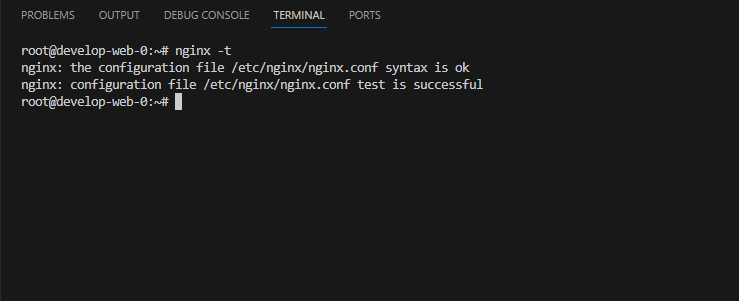 PROBLEMS OUTPUT DEBUG CONSOLE TERMINAL PORTS
root@develop-web-0:~# nginx -t
nginx: the configuration file /etc/nginx/nginx.conf syntax is ok
nginx: configuration file /etc/nginx/nginx.conf test is successful
root@develop-web-0:~#